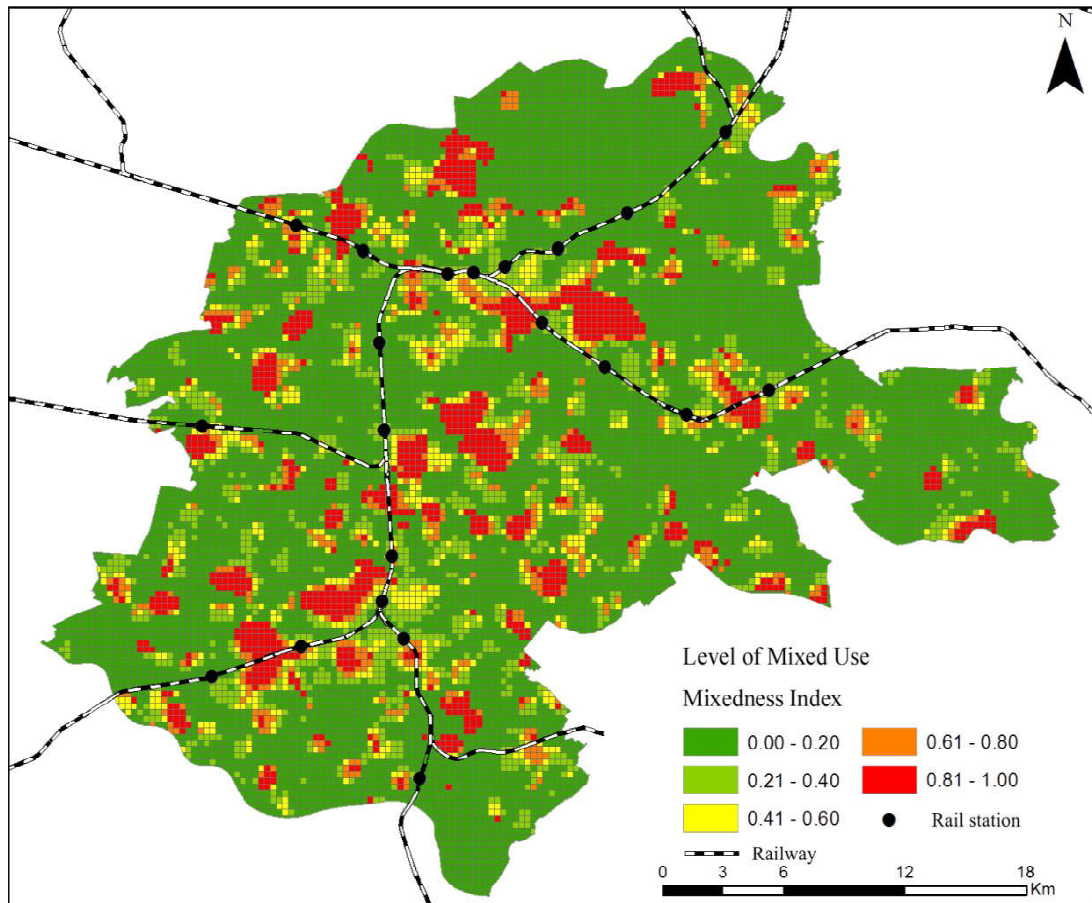 N
Level of Mixed Use
Mixedness Index
0.00 - 0.20
0.61 - 0.80
0.21 - 0.40
0.81 - 1.00
0.41 - 0.60
Rail station
Railway
0 3 6 12 18
Km